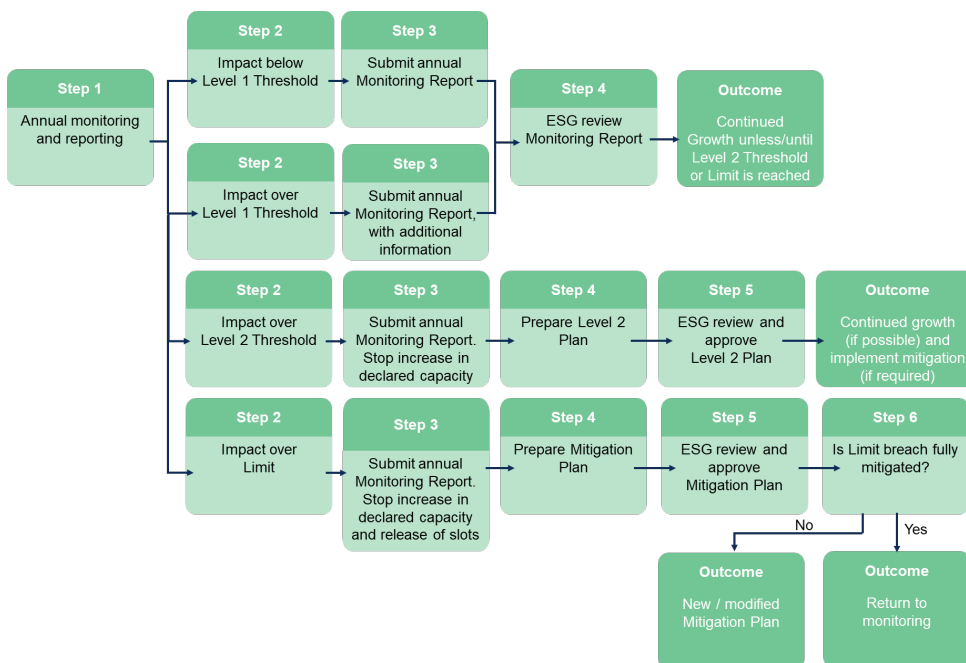 Step 1
Annual monitoring
and reporting
Step 2
Impact below
Level 1 Threshold
Step 3
Submit annual
Monitoring Report
Step 2
Impact over
Level 1 Threshold
Step 3
Submit annual
Monitoring Report,
with additional
information
Step 4
ESG review
Monitoring Report
Outcome
Continued
Growth unless/until
Level 2 Threshold
or Limit is reached
Step 2
Impact over
Level 2 Threshold
Step 3
Submit annual
Monitoring Report.
Stop increase in
declared capacity
Step 4
Prepare Level 2
Plan
Step 5
ESG review and
approve
Level 2 Plan
Outcome
Continued growth
(if possible) and
implement mitigation
(if required)
Step 2
Impact over
Limit
Step 3
Submit annual
Monitoring Report.
Stop increase in
declared capacity
and release of slots
Step 4
Prepare Mitigation
Plan
Step 5
ESG review and
approve
Mitigation Plan
Step 6
Is Limit breach fully
mitigated?
No
Yes
Outcome
New / modified
Mitigation Plan
Outcome
Return to
monitoring